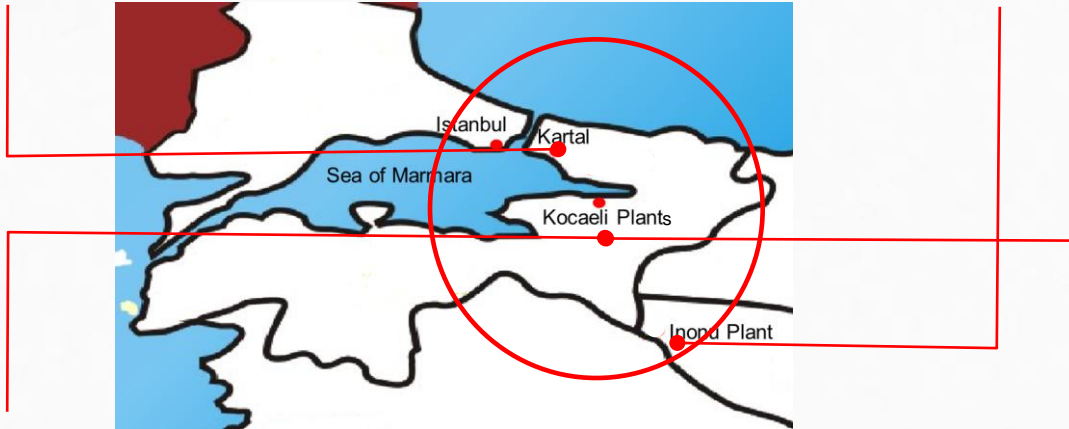 Istanbul
Kartal
Sea of Marmara
Kocaeli Plants
Inonu Plant